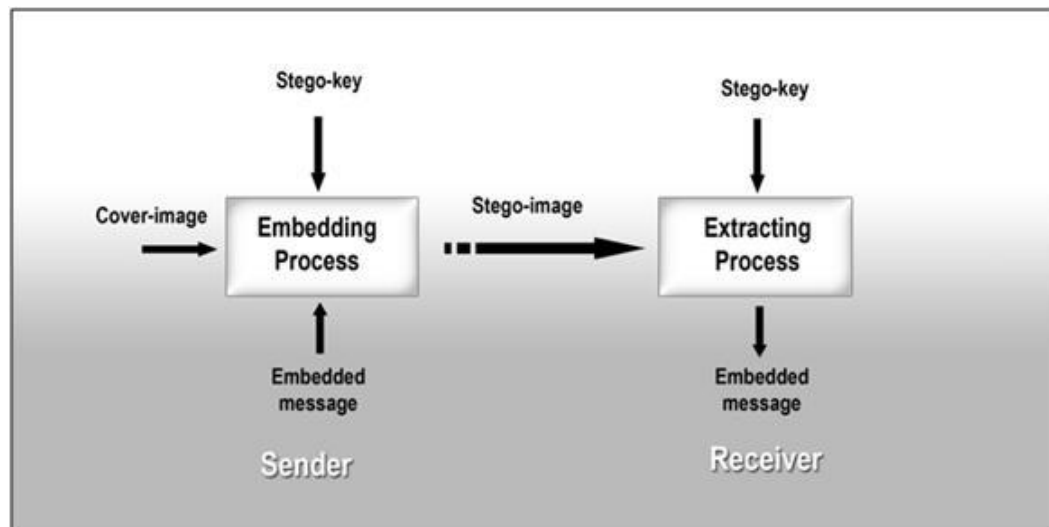 Stego-key
Stego-key
Cover-image
Embedding
Process
Stego-image
Extracting
Process
Embedded
message
Embedded
message
Sender
Receiver